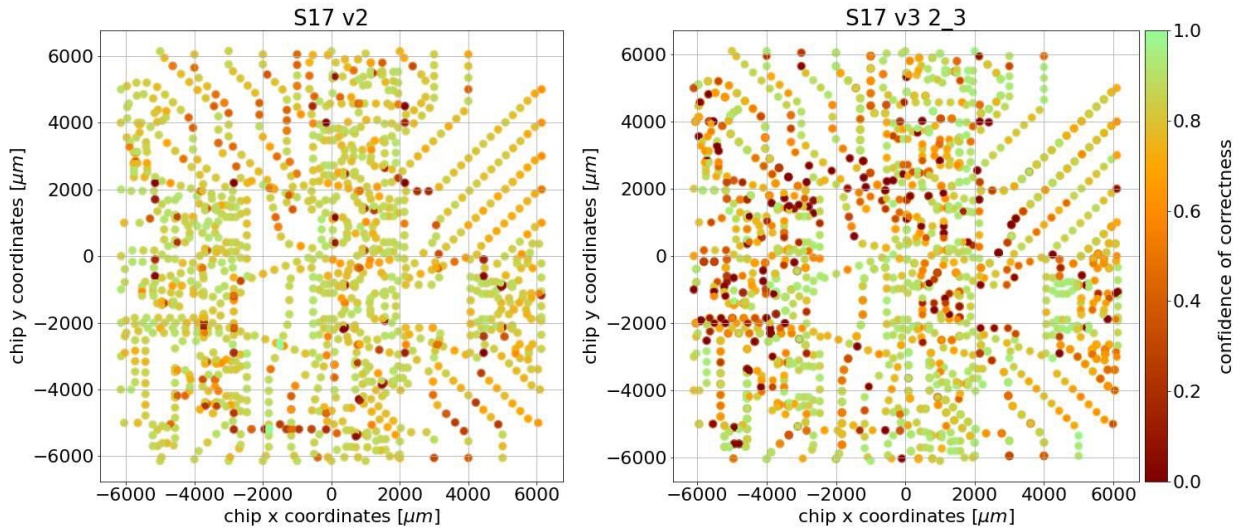 S17 v2
6000
4000
2000
0
−2000
−4000
−6000
chip y coordinates [μm]
−6000 −4000 −2000 0 2000 4000 6000
chip x coordinates [μm]
S17 v3 2_3
6000
4000
2000
0
−2000
−4000
−6000
chip y coordinates [μm]
−6000 −4000 −2000 0 2000 4000 6000
chip x coordinates [μm]
1.0
0.8
0.6
0.4
0.2
0.0
confidence of correctness